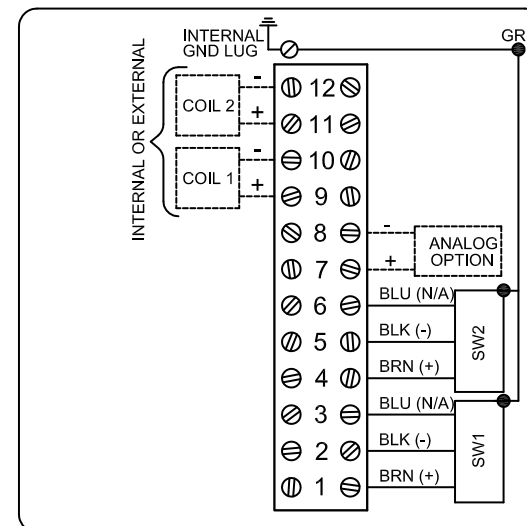 INTERNAL
GND LUG
GR
INTERNAL OR EXTERNAL
COIL 2
-
+
COIL 1
-
+
12
11
10
9
8
7
6
5
4
3
2
1
-
+
ANALOG
OPTION
BLU (N/A)
BLK (-)
BRN (+)
SW2
BLU (N/A)
BLK (-)
BRN (+)
SW1